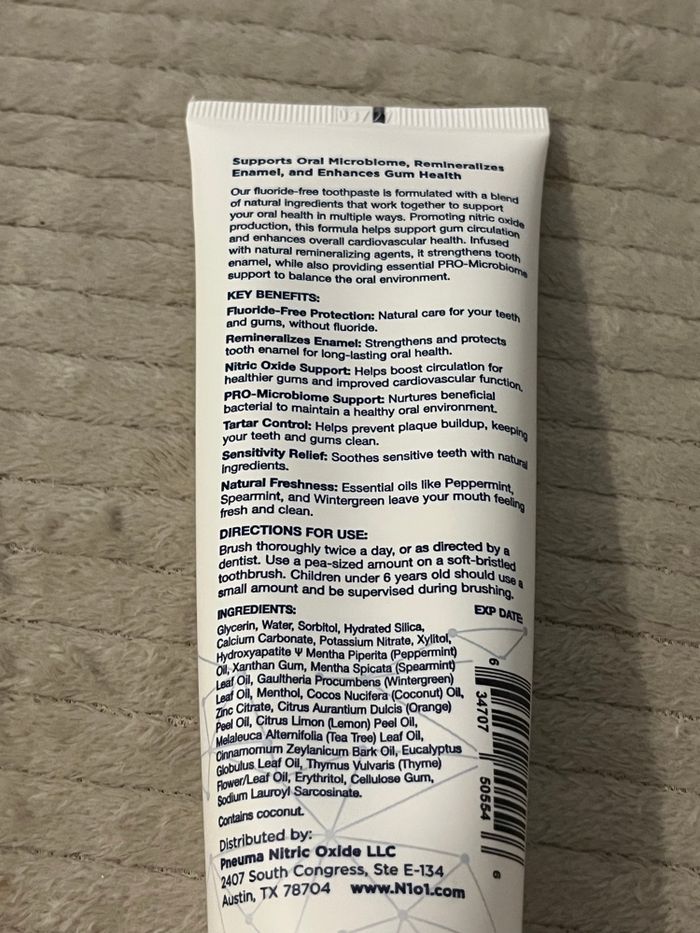 Supports Oral Microbiome, Remineralizes
Enamel, and Enhances Gum Health
Our fluoride-free toothpaste is formulated with a blend
of natural ingredients that work together to support
your oral health in multiple ways. Promoting nitric oxide
production, this formula helps support gum circulation
and enhances overall cardiovascular health. Infused
with natural remineralizing agents, it strengthens tooth
enamel, while also providing essential PRO-Microbiome
support to balance the oral environment.
KEY BENEFITS:
Fluoride-Free Protection: Natural care for your teeth
and gums, without fluoride.
Remineralizes Enamel: Strengthens and protects
tooth enamel for long-lasting oral health.
Nitric Oxide Support: Helps boost circulation for
healthier gums and improved cardiovascular function.
PRO-Microbiome Support: Nurtures beneficial
bacterial to maintain a healthy oral environment.
Tartar Control: Helps prevent plaque buildup, keeping
your teeth and gums clean.
Sensitivity Relief: Soothes sensitive teeth with natural
ingredients.
Natural Freshness: Essential oils like Peppermint,
Spearmint, and Wintergreen leave your mouth feeling
fresh and clean.
DIRECTIONS FOR USE:
Brush thoroughly twice a day, or as directed by a
dentist. Use a pea-sized amount on a soft-bristled
toothbrush. Children under 6 years old should use a
small amount and be supervised during brushing.
INGREDIENTS:
Glycerin, Water, Sorbitol, Hydrated Silica,
Calcium Carbonate, Potassium Nitrate, Xylitol,
Hydroxyapatite Ψ Mentha Piperita (Peppermint)
Oil, Xanthan Gum, Mentha Spicata (Spearmint)
Leaf Oil, Gaultheria Procumbens (Wintergreen)
Leaf Oil, Menthol, Cocos Nucifera (Coconut) Oil,
Zinc Citrate, Citrus Aurantium Dulcis (Orange)
Peel Oil, Citrus Limon (Lemon) Peel Oil,
Melaleuca Alternifolia (Tea Tree) Leaf Oil,
Cinnamomum Zeylanicum Bark Oil, Eucalyptus
Globulus Leaf Oil, Thymus Vulvaris (Thyme)
Flower/Leaf Oil, Erythritol, Cellulose Gum,
Sodium Lauroyl Sarcosinate.
Contains coconut.
EXP DATE
6 34707 50554 6
Distributed by:
Pneuma Nitric Oxide LLC
2407 South Congress, Ste E-134
Austin, TX 78704 www.N1o1.com